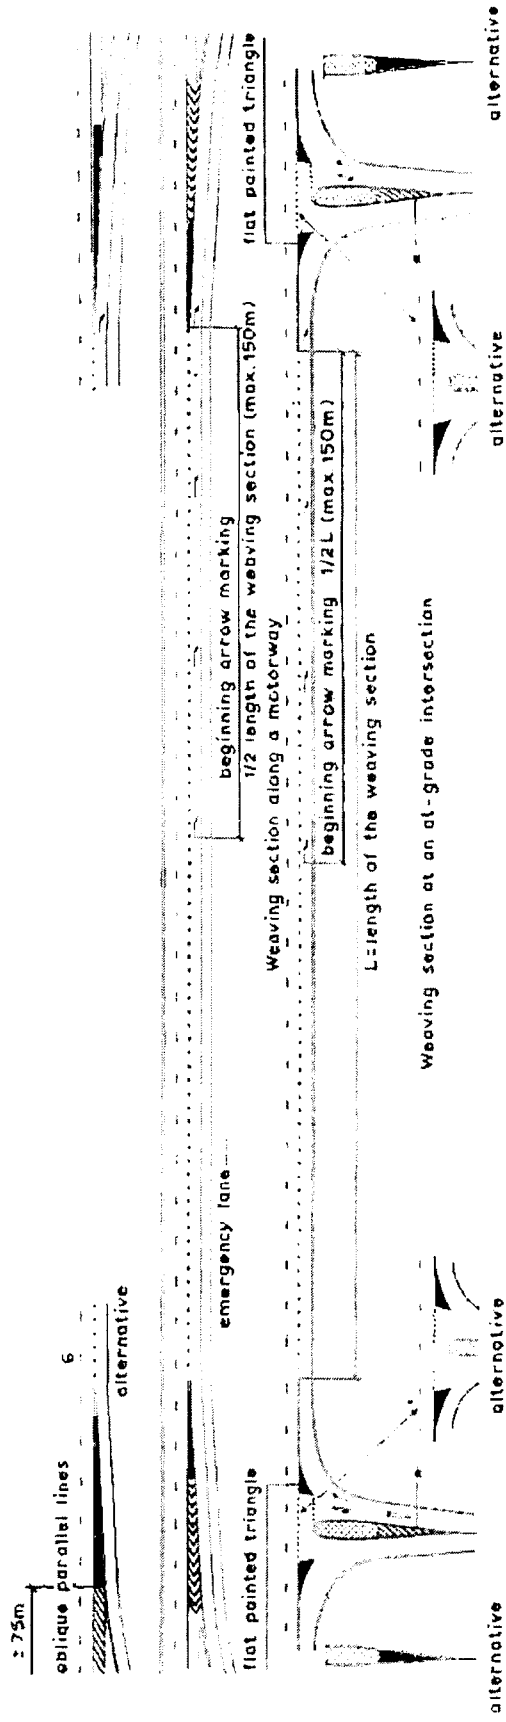 ± 75m
oblique parallel lines
6
alternative
emergency lane
beginning arrow marking
1/2 length of the weaving section (max. 150m)
Weaving section along a motorway
flat painted triangle
flat painted triangle
beginning arrow marking 1/2 L (max 150m)
L=length of the weaving section
Weaving section at an at-grade intersection
alternative
alternative
alternative
alternative